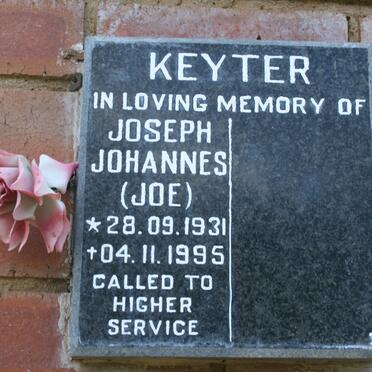 KEYTER
IN LOVING MEMORY OF
JOSEPH
JOHANNES
(JOE)
* 28.09.1931
† 04.11.1995
CALLED TO
HIGHER
SERVICE